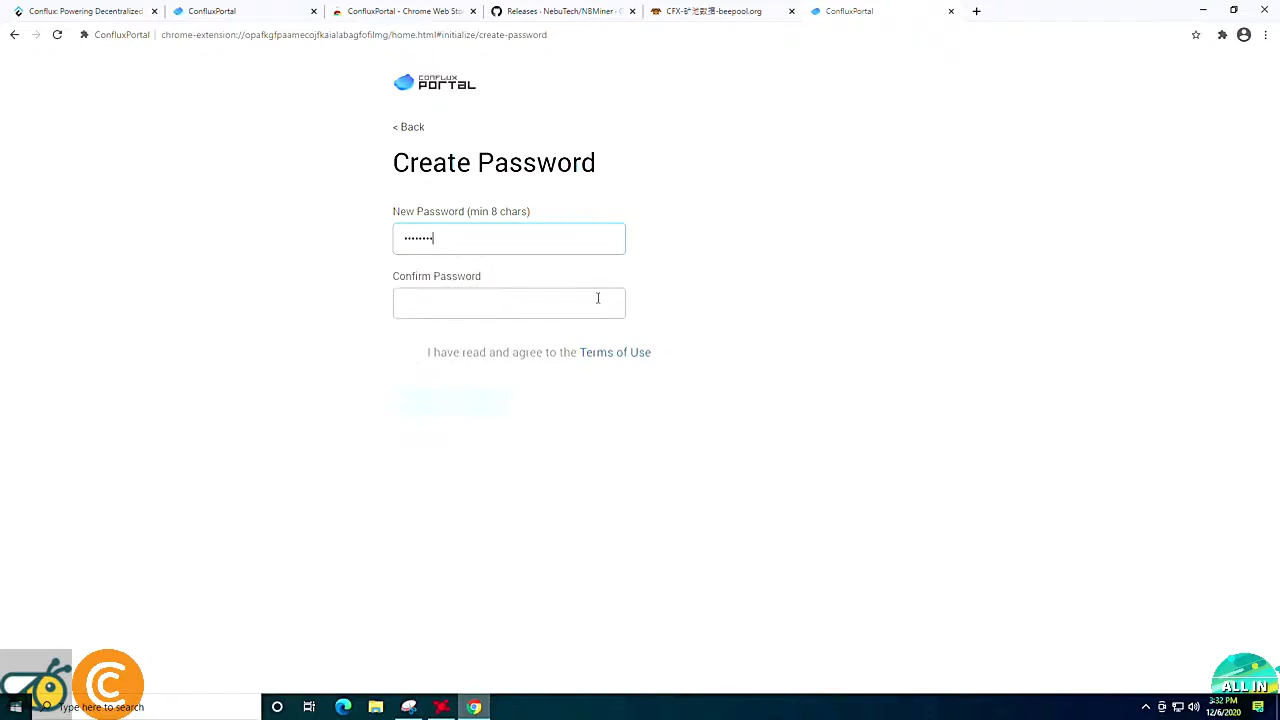 Conflux: Powering Decentralized
ConfluxPortal
ConfluxPortal - Chrome Web Sto
Releases · NebuTech/NBMiner · G
CFX-矿池数据-beepool.org
ConfluxPortal
ConfluxPortal
chrome-extension://opafkgfpaamecojfkaialabagfofilmg/home.html#initialize/create-password
CONFLUX
PORTAL
< Back
Create Password
New Password (min 8 chars)
••••••••
Confirm Password
I have read and agree to the Terms of Use
ALL IN
Type here to search
3:32 PM
12/6/2020